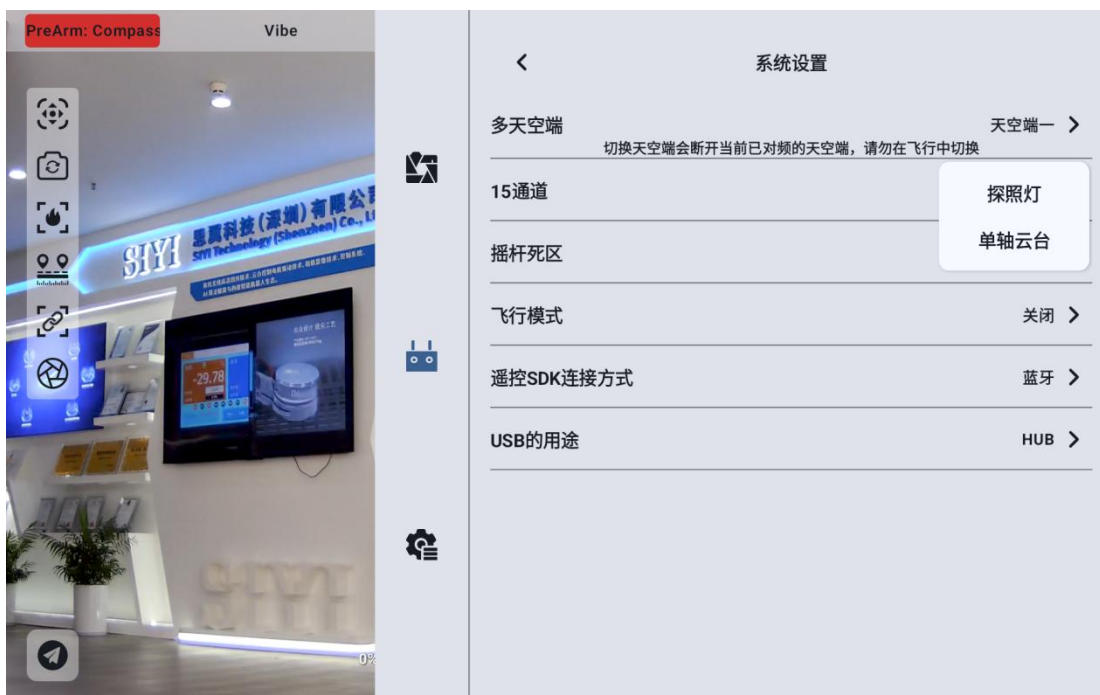 PreArm: Compass
Vibe
系统设置
多天空端
天空端一
切换天空端会断开当前已对频的天空端，请勿在飞行中切换
15通道
探照灯
摇杆死区
单轴云台
飞行模式
关闭
遥控SDK连接方式
蓝牙
USB的用途
HUB
SIYI
思翼科技（深圳）有限公司
SIYI Technology (Shenzhen) Co., Li
-29.78
SIYI
0%